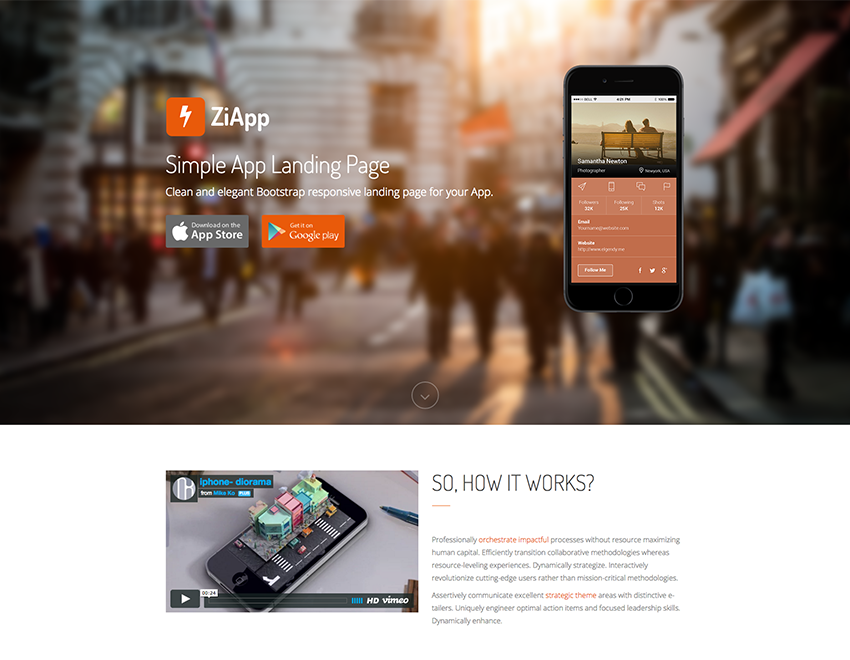 ZiApp
Simple App Landing Page
Clean and elegant Bootstrap responsive landing page for your App.
Download on the
App Store
Get it on
Google play
4:21 PM
100%
Samantha Newton
Photographer
Newyork, USA
Followers
32K
Following
25K
Shots
12K
Email
Yourname@website.com
Website
Follow Me
iphone- diorama
from Mike Ko PLUS
00:24
HD vimeo
SO, HOW IT WORKS?
Professionally orchestrate impactful processes without resource maximizing
human capital. Efficiently transition collaborative methodologies whereas
resource-leveling experiences. Dynamically strategize. Interactively
revolutionize cutting-edge users rather than mission-critical methodologies.
Assertively communicate excellent strategic theme areas with distinctive e-
tailers. Uniquely engineer optimal action items and focused leadership skills.
Dynamically enhance.